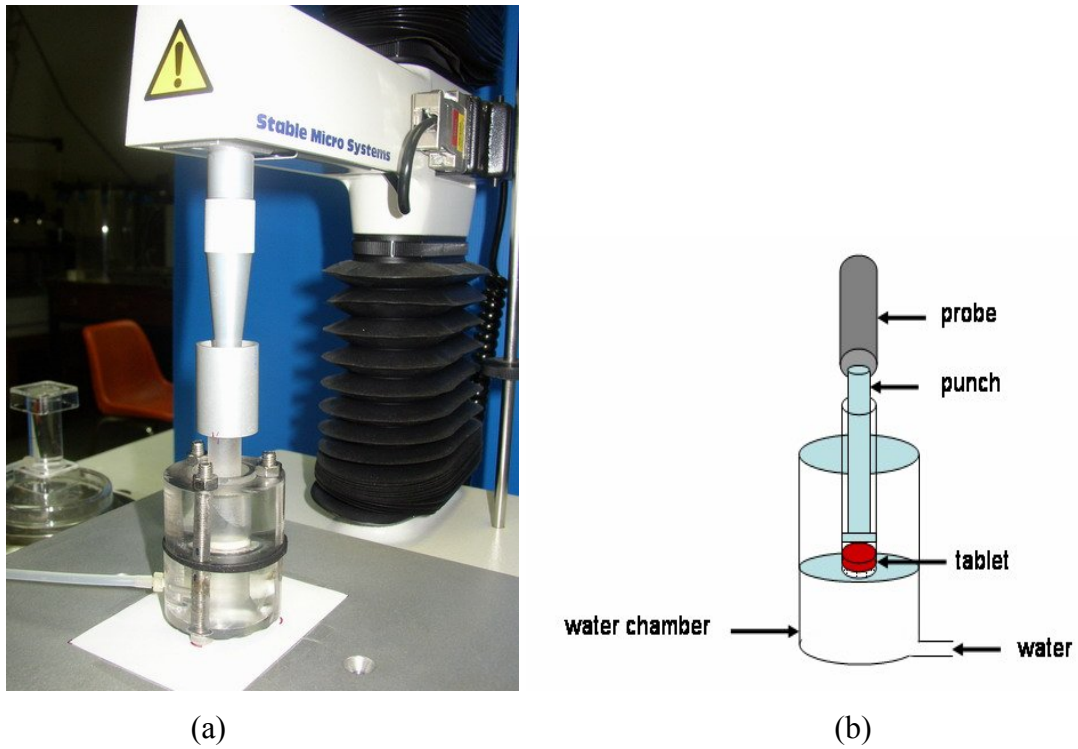 Stable Micro Systems
probe
punch
tablet
water chamber
water
(a)
(b)